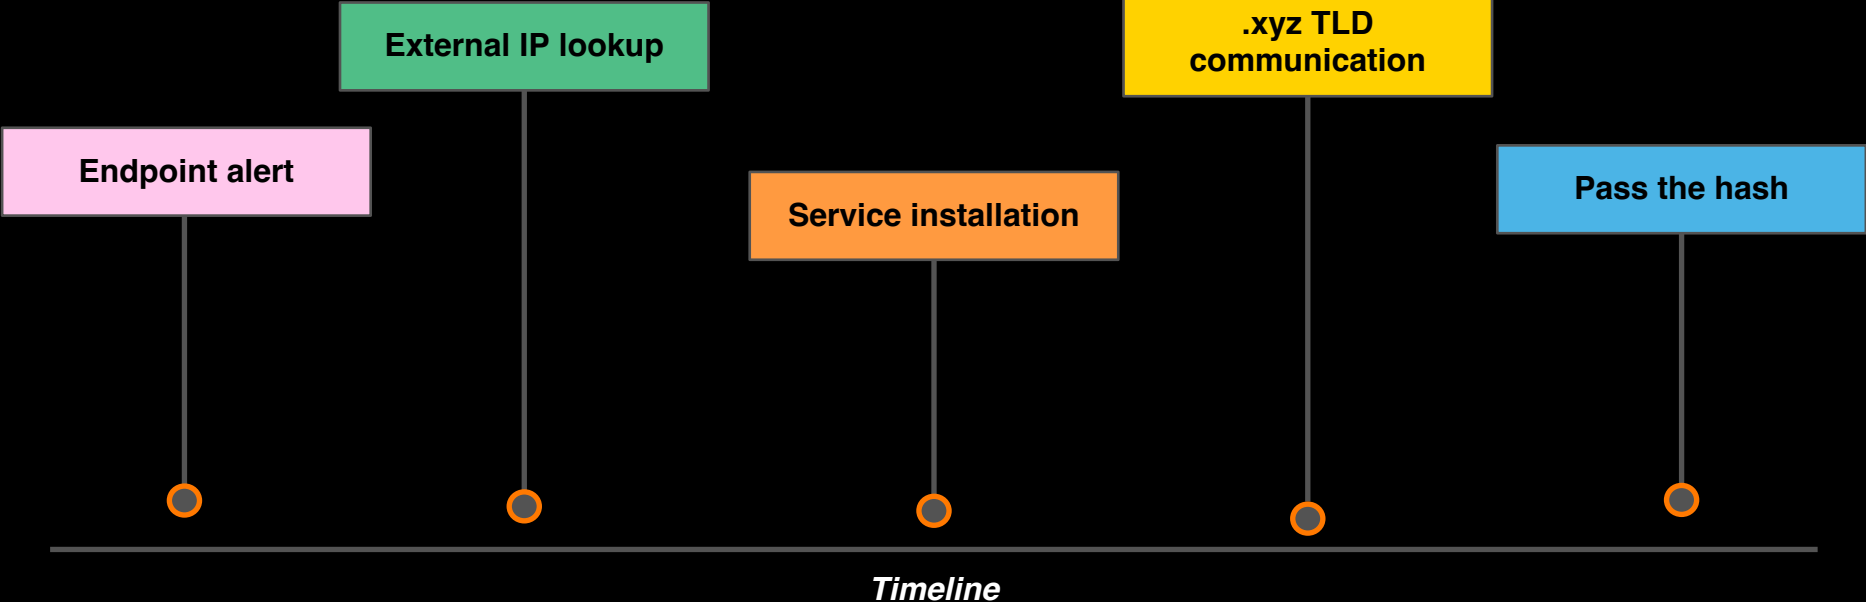 Endpoint alert
External IP lookup
Service installation
.xyz TLD
communication
Pass the hash
Timeline